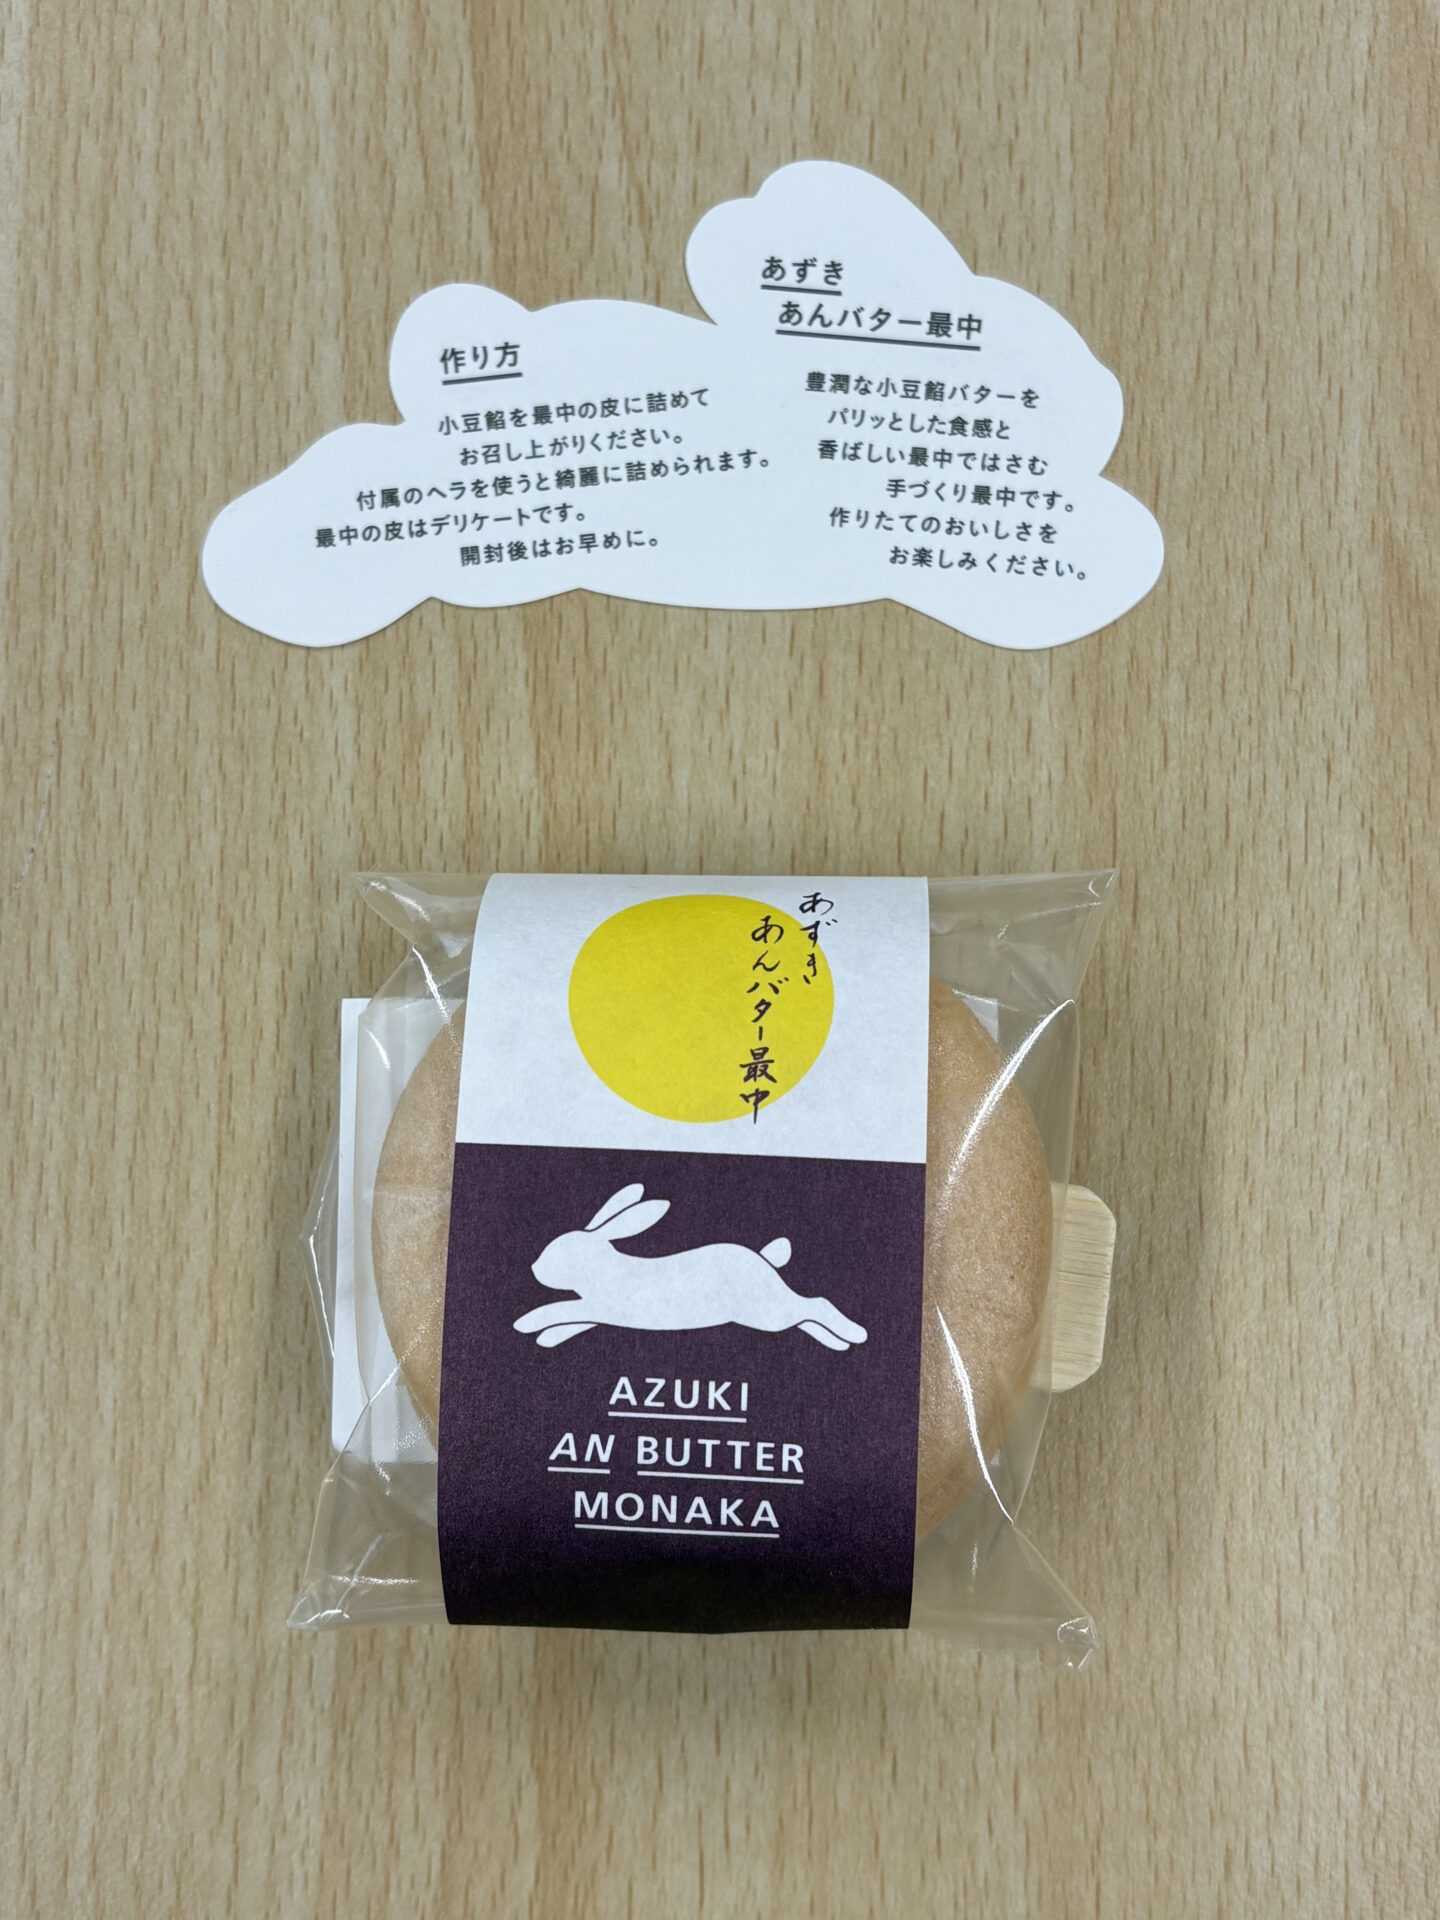 あずき
あんバター最中
豊潤な小豆餡バターを
パリッとした食感と
香ばしい最中ではさむ
手づくり最中です。
作りたてのおいしさを
お楽しみください。
作り方
小豆餡を最中の皮に詰めて
お召し上がりください。
付属のヘラを使うと綺麗に詰められます。
最中の皮はデリケートです。
開封後はお早めに。
あずき
あんバター最中
AZUKI
AN BUTTER
MONAKA